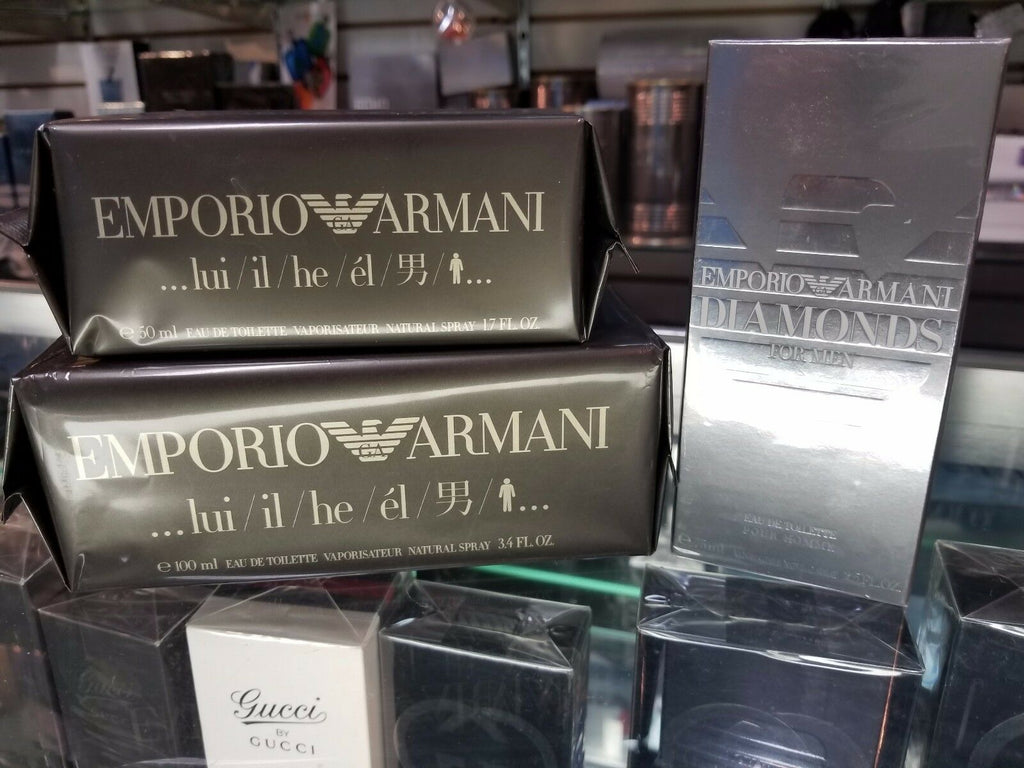 EMPORIO ARMANI
...lui/il/he/él/男/...
e 50 ml EAU DE TOILETTE VAPORISATEUR NATURAL SPRAY 1.7 FL. OZ.
EMPORIO ARMANI
...lui/il/he/él/男/...
e 100 ml EAU DE TOILETTE VAPORISATEUR NATURAL SPRAY 3.4 FL. OZ.
EMPORIO ARMANI
DIAMONDS
FOR MEN
EAU DE TOILETTE
POUR HOMME
Gucci
BY
GUCCI